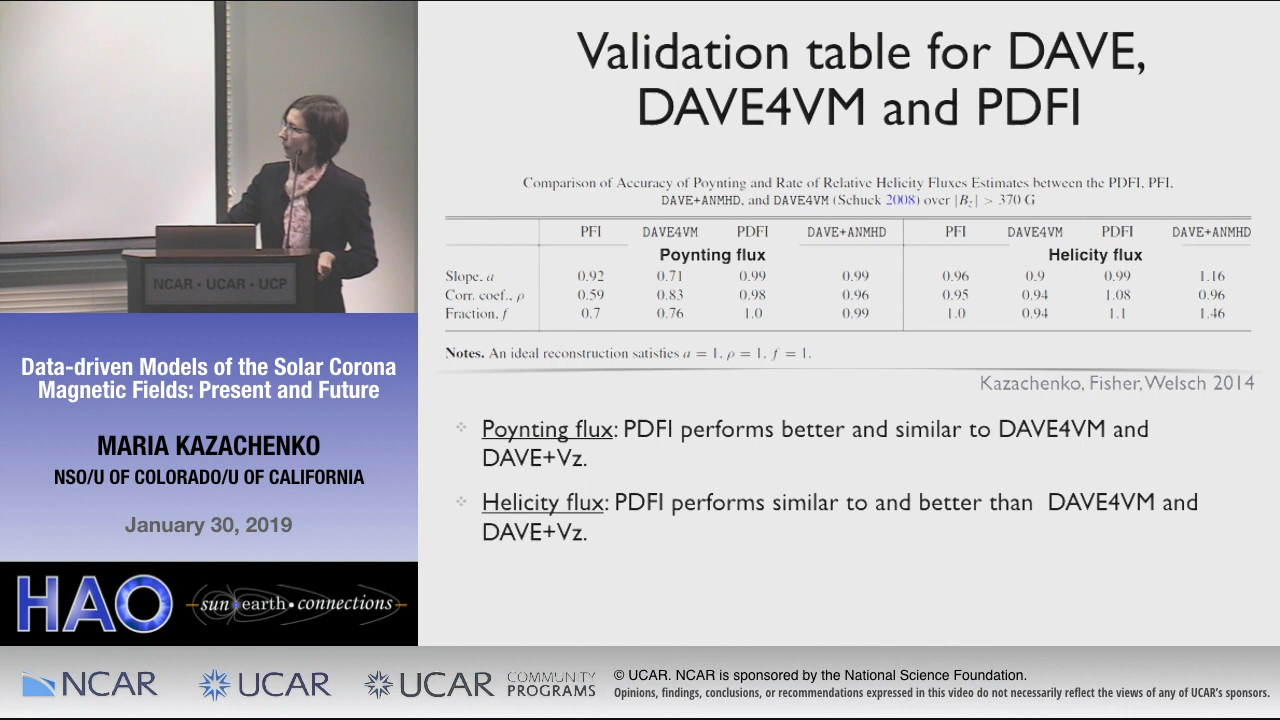 Validation table for DAVE,
DAVE4VM and PDFI
Comparison of Accuracy of Poynting and Rate of Relative Helicity Fluxes Estimates between the PDFI, PFI,
DAVE+ANMHD, and DAVE4VM (Schuck 2008) over |B_z| > 370 G
PFI DAVE4VM PDFI DAVE+ANMHD PFI DAVE4VM PDFI DAVE+ANMHD
Poynting flux Helicity flux
Slope, a 0.92 0.71 0.99 0.99 0.96 0.9 0.99 1.16
Corr. coef., ρ 0.59 0.83 0.98 0.96 0.95 0.94 1.08 0.96
Fraction, f 0.7 0.76 1.0 0.99 1.0 0.94 1.1 1.46
Notes. An ideal reconstruction satisfies a = 1, ρ = 1, f = 1.
Kazachenko, Fisher, Welsch 2014
Poynting flux: PDFI performs better and similar to DAVE4VM and
DAVE+Vz.
Helicity flux: PDFI performs similar to and better than DAVE4VM and
DAVE+Vz.
NCAR • UCAR • UCP
Data-driven Models of the Solar Corona
Magnetic Fields: Present and Future
MARIA KAZACHENKO
NSO/U OF COLORADO/U OF CALIFORNIA
January 30, 2019
HAO
sun•earth•connections
NCAR
UCAR
UCAR
COMMUNITY
PROGRAMS
© UCAR. NCAR is sponsored by the National Science Foundation.
Opinions, findings, conclusions, or recommendations expressed in this video do not necessarily reflect the views of any of UCAR's sponsors.